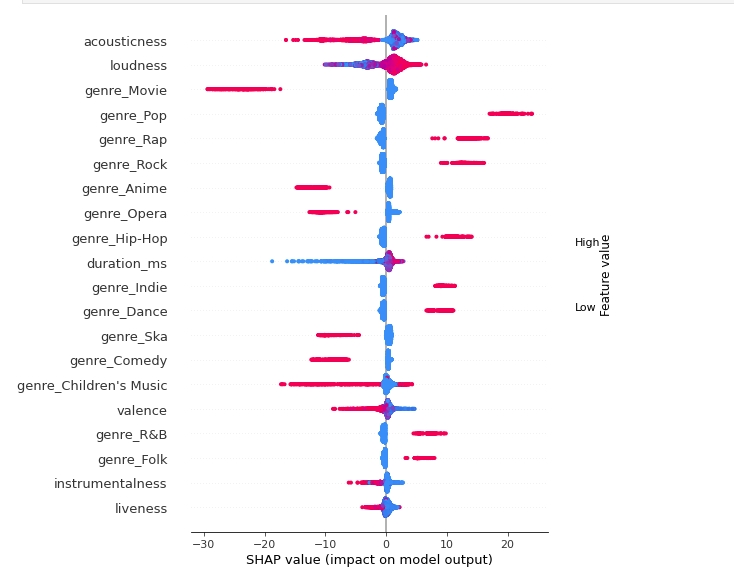 acousticness
loudness
genre_Movie
genre_Pop
genre_Rap
genre_Rock
genre_Anime
genre_Opera
genre_Hip-Hop
duration_ms
genre_Indie
genre_Dance
genre_Ska
genre_Comedy
genre_Children's Music
valence
genre_R&B
genre_Folk
instrumentalness
liveness
−30 −20 −10 0 10 20
SHAP value (impact on model output)
High
Low
Feature value